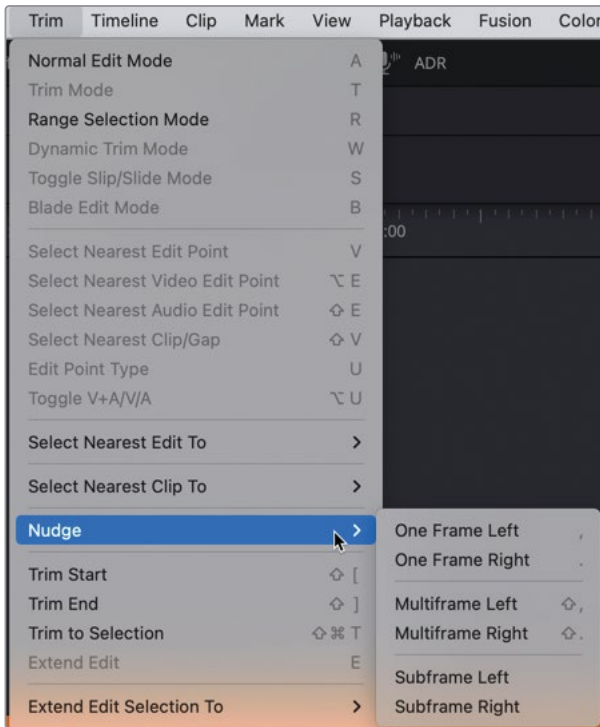 Trim Timeline Clip Mark View Playback Fusion Color
Normal Edit Mode A
ADR
Trim Mode T
Range Selection Mode R
Dynamic Trim Mode W
Toggle Slip/Slide Mode S
Blade Edit Mode B
:00
Select Nearest Edit Point V
Select Nearest Video Edit Point ⌥ E
Select Nearest Audio Edit Point ⇧ E
Select Nearest Clip/Gap ⇧ V
Edit Point Type U
Toggle V+A/V/A ⌥ U
Select Nearest Edit To >
Select Nearest Clip To >
Nudge >
One Frame Left ,
One Frame Right .
Multiframe Left ⇧,
Multiframe Right ⇧.
Subframe Left
Subframe Right
Trim Start ⇧ [
Trim End ⇧ ]
Trim to Selection ⇧ ⌘ T
Extend Edit E
Extend Edit Selection To >